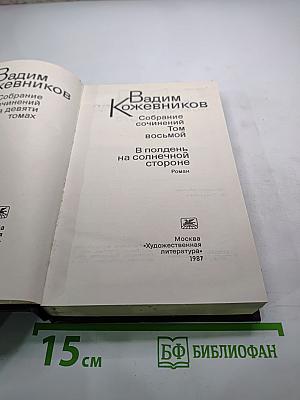 Вадим
Кожевников
Собрание
сочинений
в девяти
томах
Вадим
Кожевников
Собрание
сочинений
Том
восьмой
В полдень
на солнечной
стороне
Роман
Москва
«Художественная
литература»
1987
15 см
БФ БИБЛИОФАН